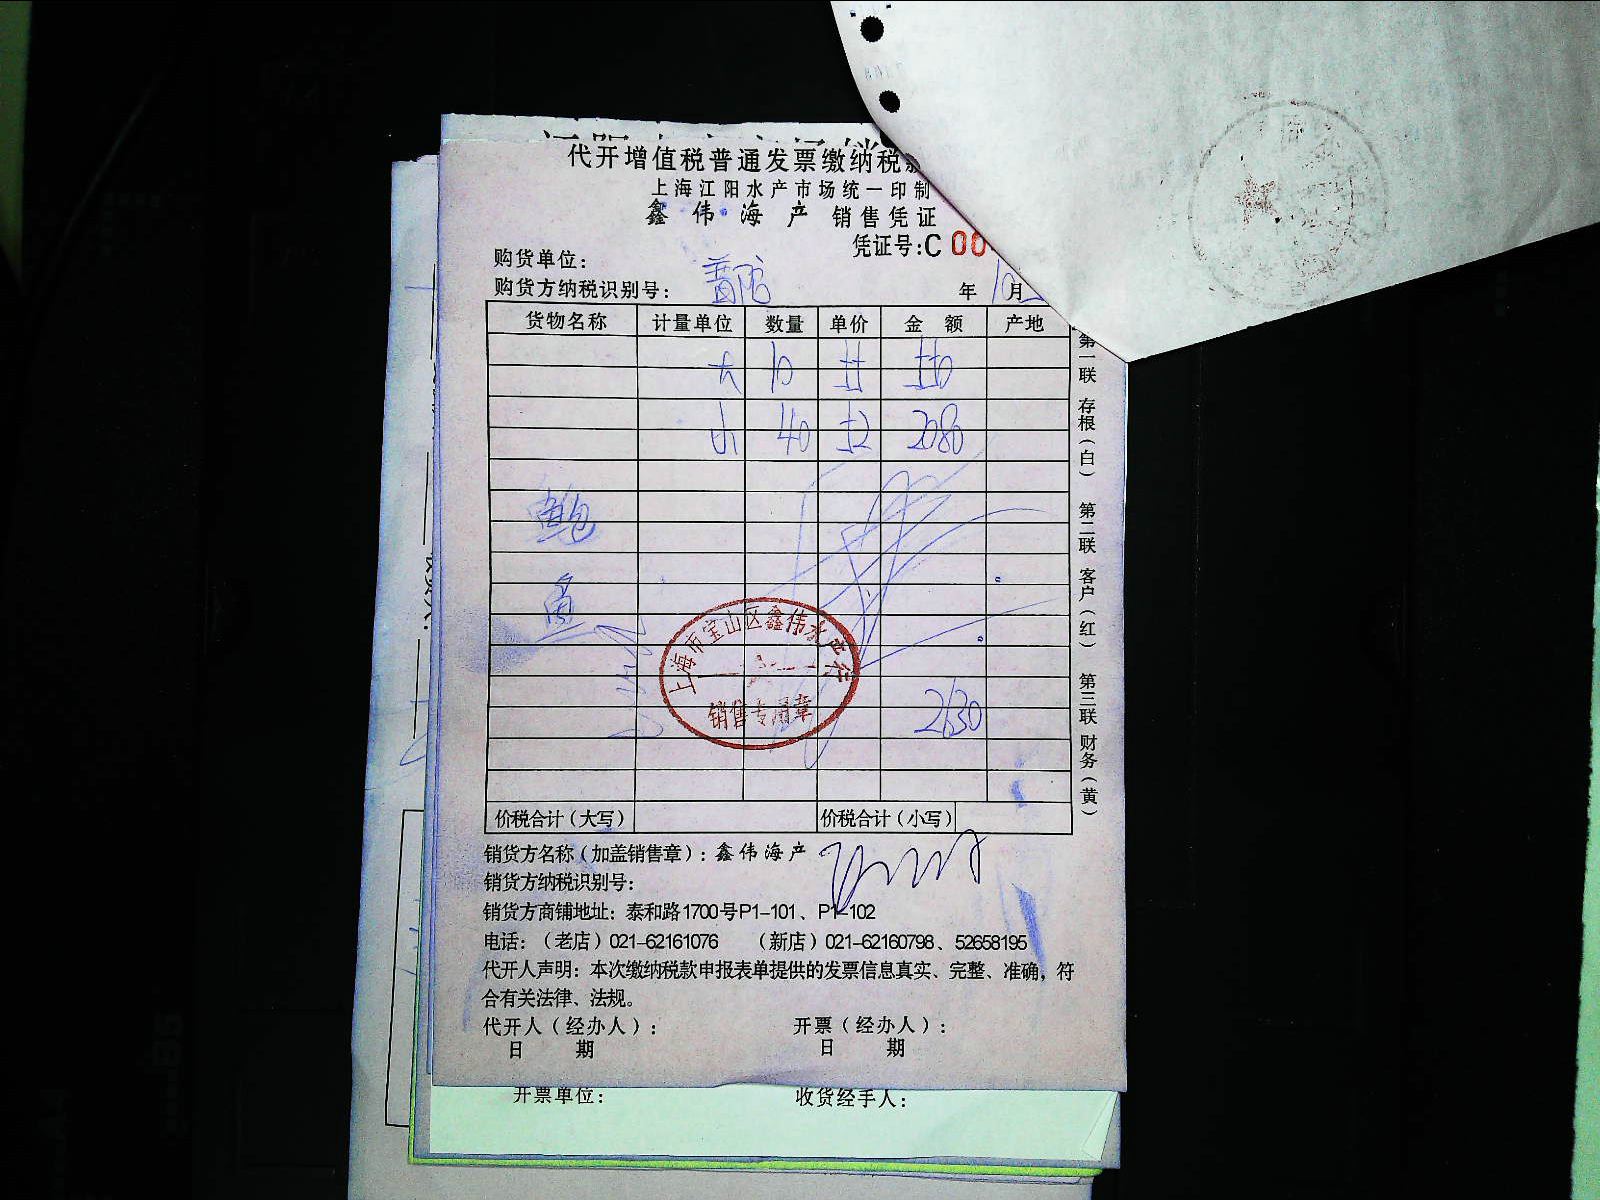 代开增值税普通发票缴纳税
上海江阳水产市场统一印制
鑫伟海产 销售凭证
凭证号:C 00
购货单位:
购货方纳税识别号: 普陀 年 10月
货物名称 计量单位 数量 单价 金额 产地
大 10
小 40 2080
鲍
鱼
上海市宝山区鑫伟水产行
销售专用章
2130
价税合计(大写) 价税合计(小写)
销货方名称(加盖销售章):鑫伟海产
销货方纳税识别号:
销货方商铺地址: 泰和路1700号P1-101、P1-102
电话:(老店)021-62161076 (新店)021-62160798、52658195
代开人声明:本次缴纳税款申报表单提供的发票信息真实、完整、准确,符
合有关法律、法规。
代开人(经办人): 开票(经办人):
日 期 日 期
开票单位: 收货经手人:
第一联 存根(白) 第二联 客户(红) 第三联 财务(黄)